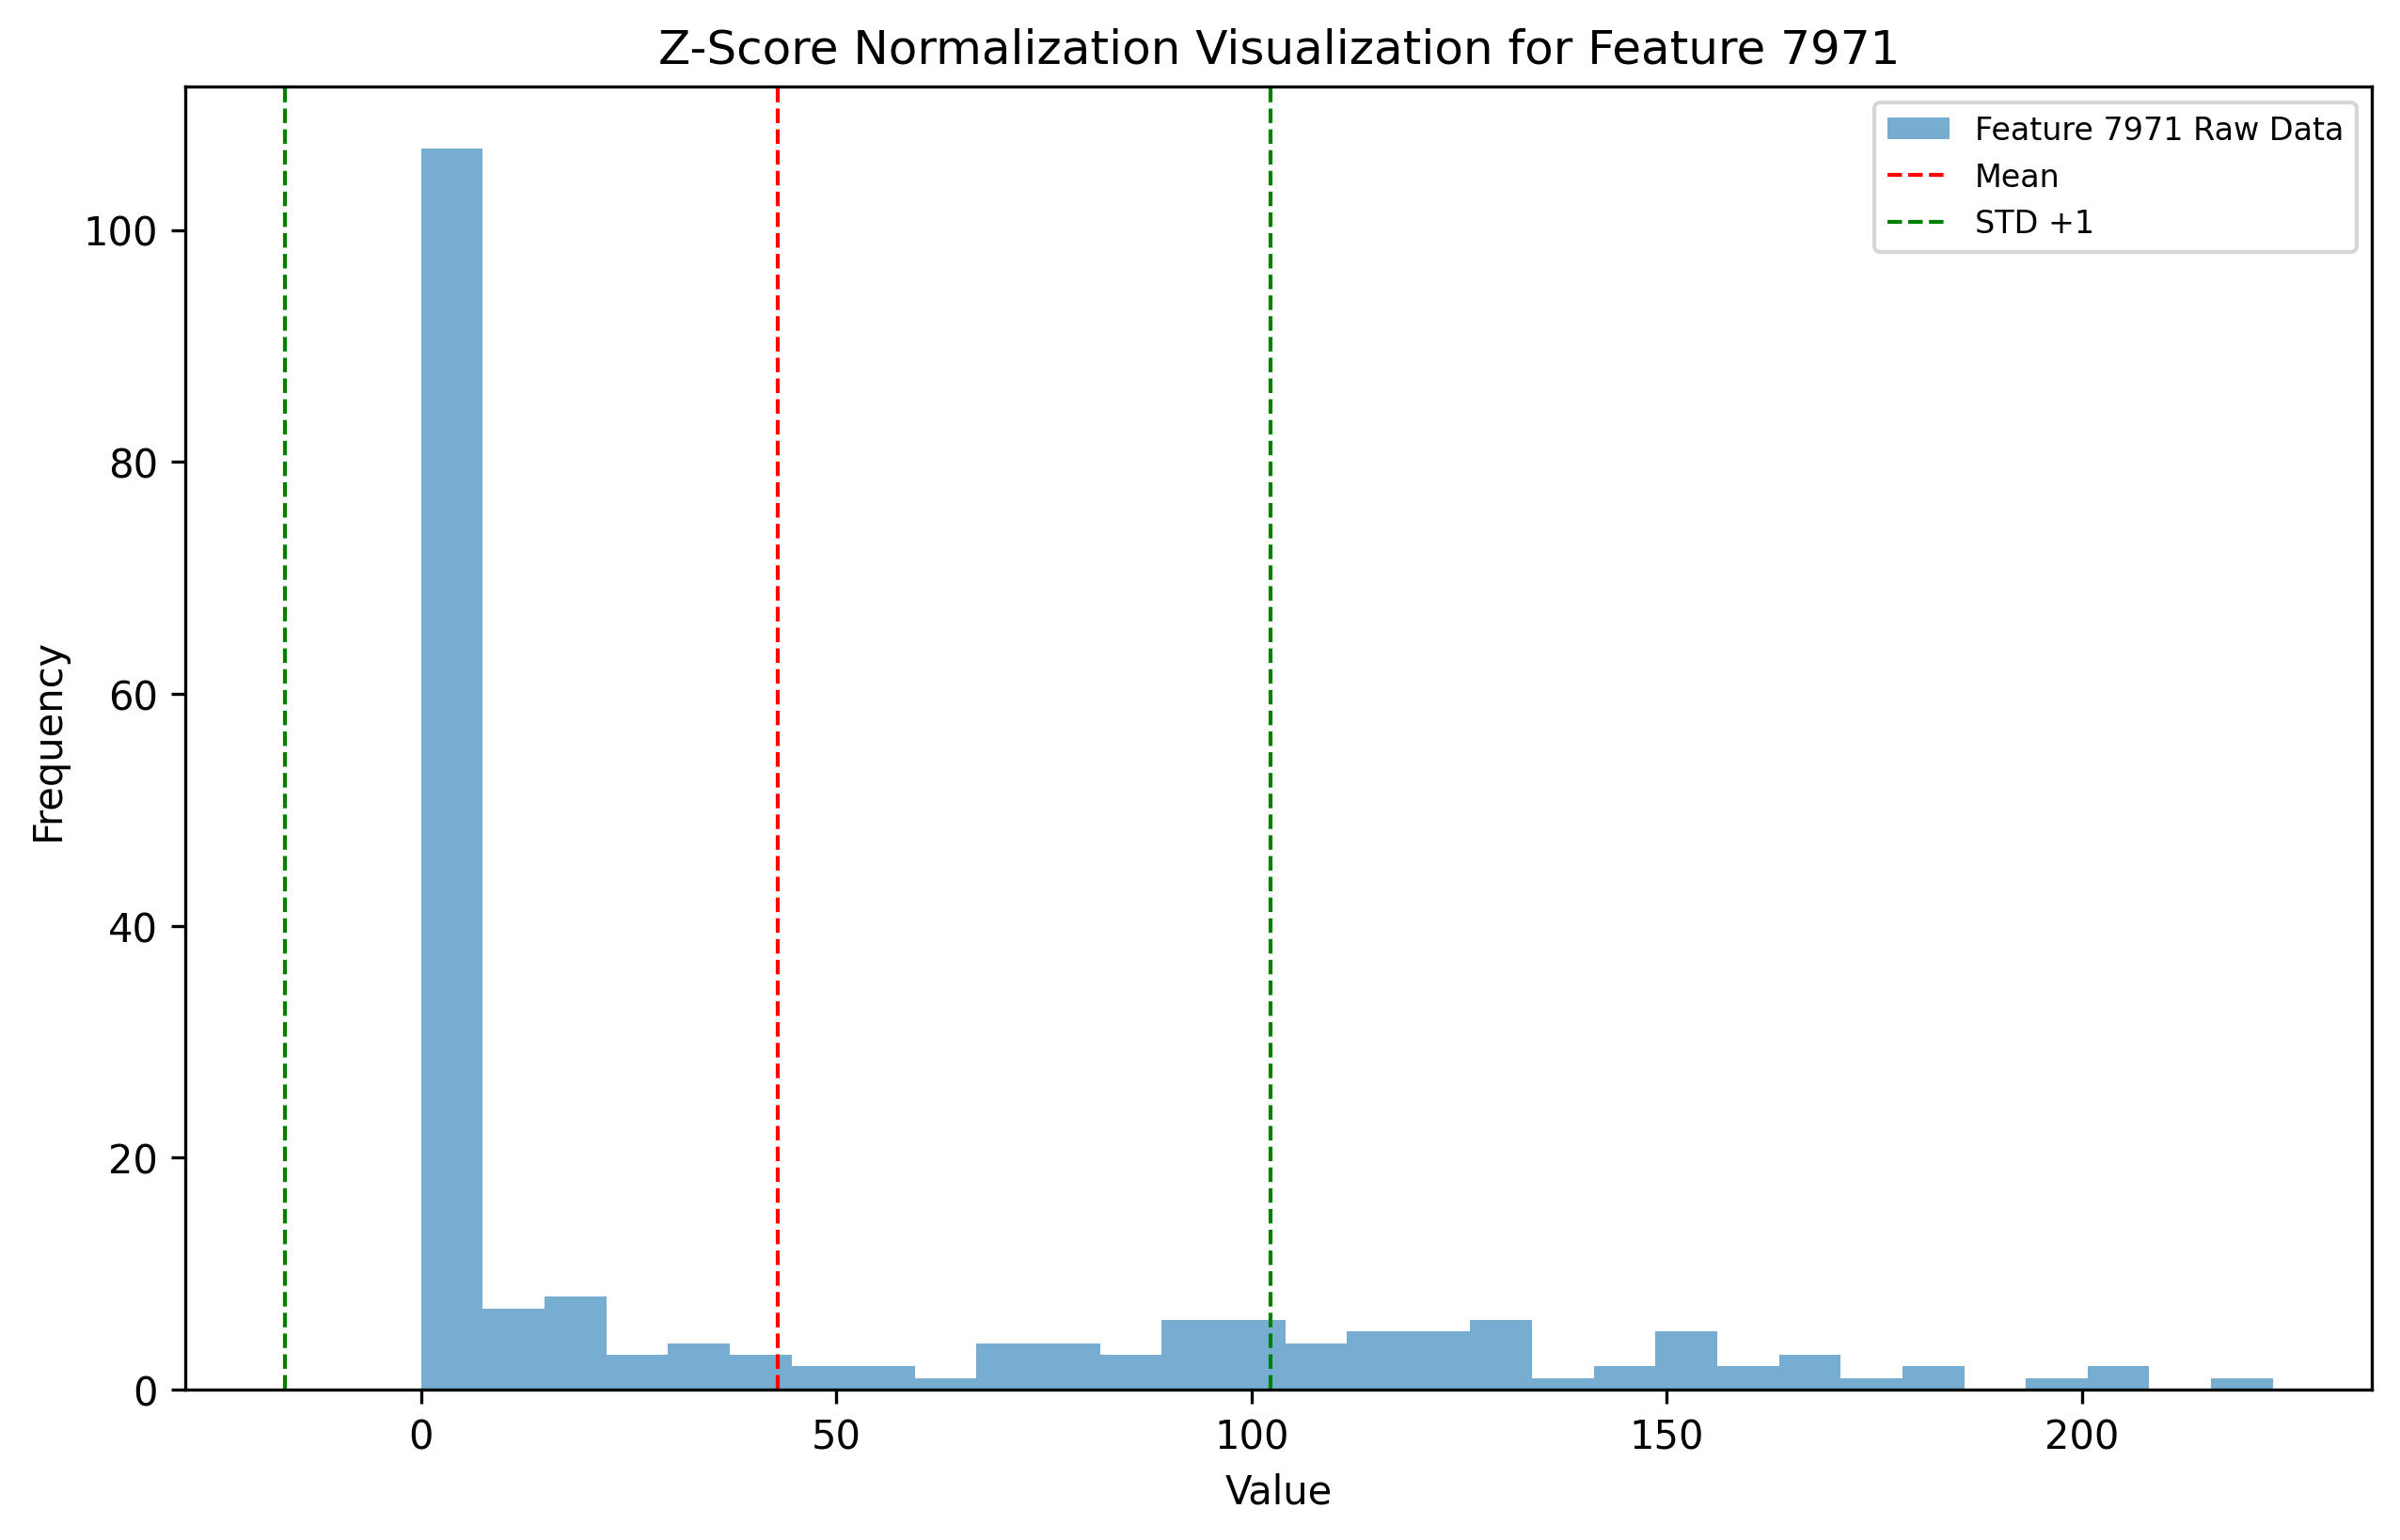 Z-Score Normalization Visualization for Feature 7971
Feature 7971 Raw Data
Mean
STD +1
100
80
60
40
20
0
Frequency
0 50 100 150 200
Value